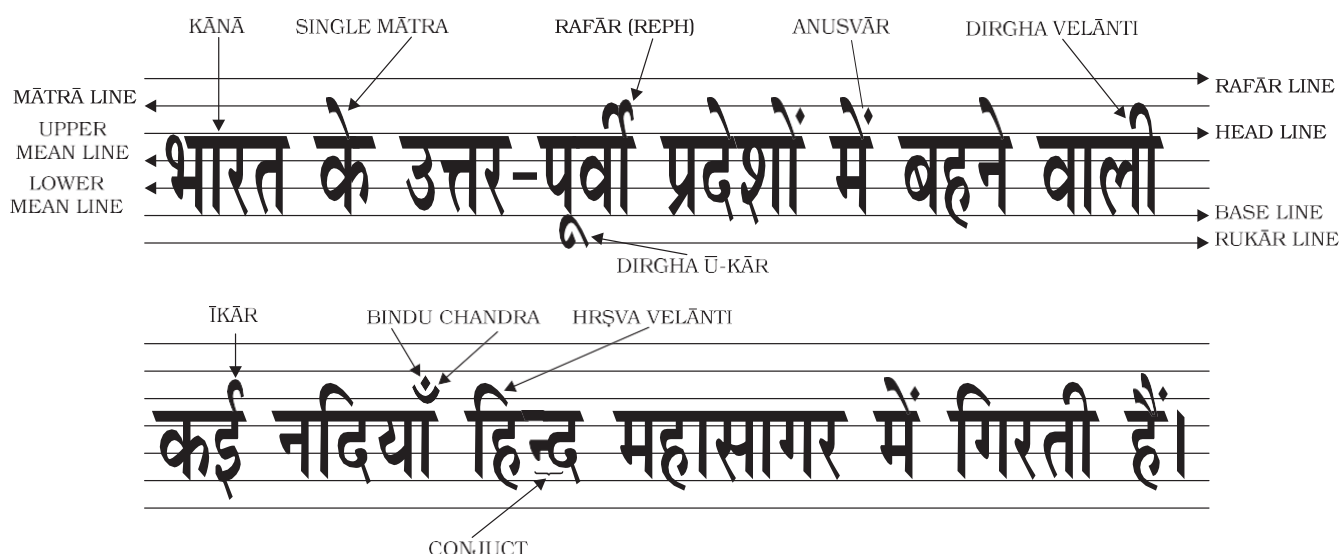 KĀNĀ SINGLE MĀTRA RAFĀR (REPH) ANUSVĀR DIRGHA VELĀNTI
MĀTRĀ LINE
UPPER
MEAN LINE
LOWER
MEAN LINE
भारत के उत्तर-पूर्वी प्रदेशों में बहने वाली
RAFĀR LINE
HEAD LINE
BASE LINE
RUKĀR LINE
DIRGHA Ū-KĀR
ĪKĀR BINDU CHANDRA HRṢVA VELĀNTI
कई नदियाँ हिन्द महासागर में गिरती हैं।
CONJUCT